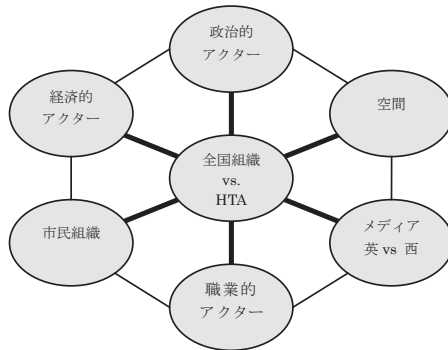 政治的
アクター
経済的
アクター
空間
全国組織
vs.
HTA
市民組織
メディア
英 vs 西
職業的
アクター